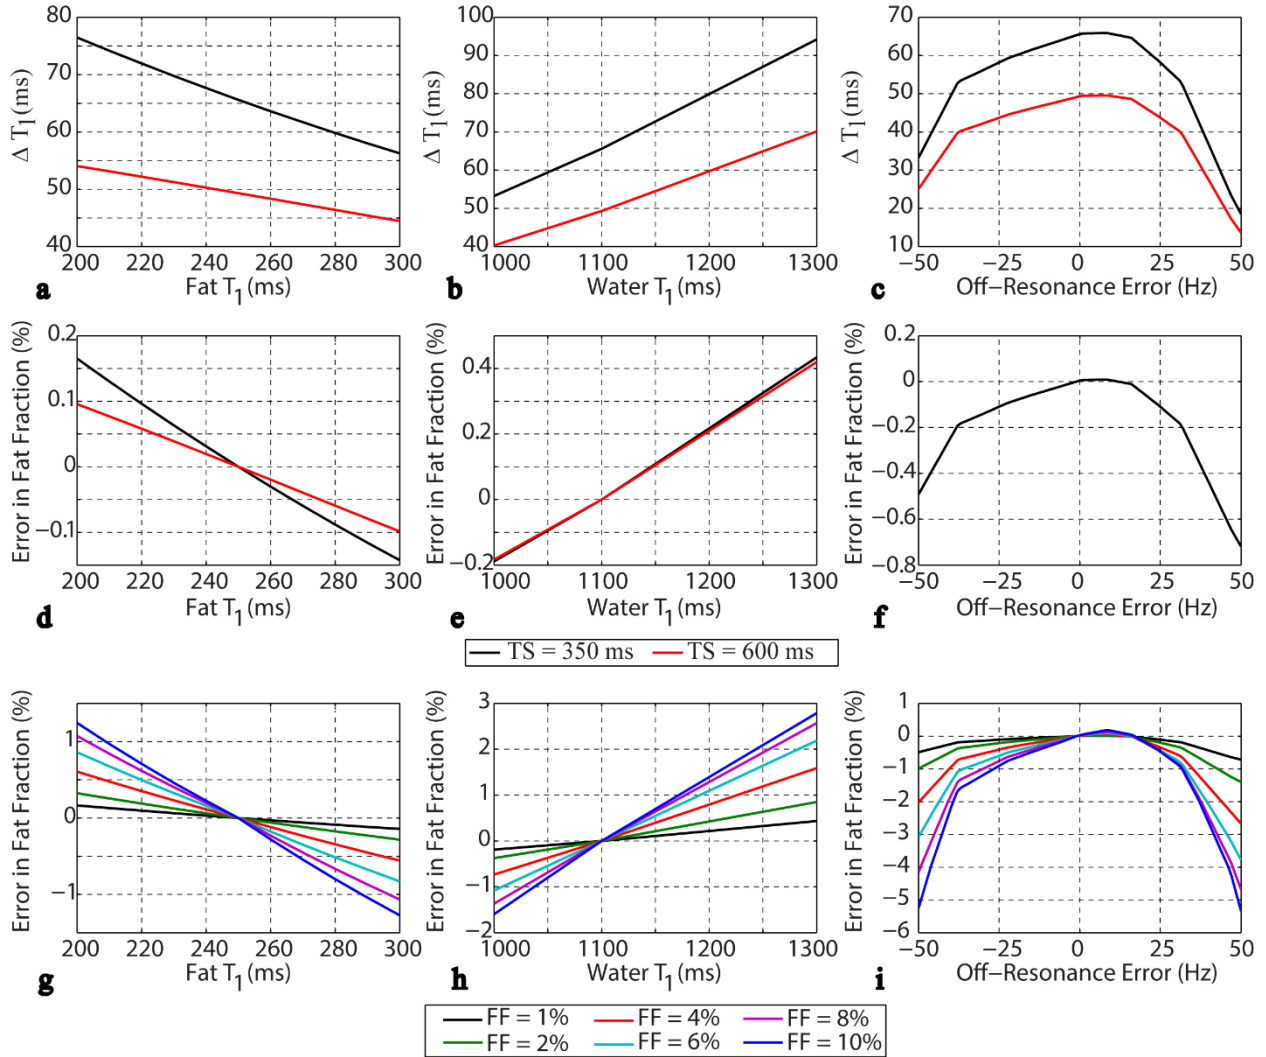 80
70
60
50
40
Δ T1 (ms)
200 220 240 260 280 300
Fat T1 (ms)
a
100
90
80
70
60
50
40
Δ T1 (ms)
1000 1100 1200 1300
Water T1 (ms)
b
70
60
50
40
30
20
10
Δ T1 (ms)
−50 −25 0 25 50
Off−Resonance Error (Hz)
c
0.2
0.1
0
−0.1
Error in Fat Fraction (%)
200 220 240 260 280 300
Fat T1 (ms)
d
0.4
0.2
0
−0.2
Error in Fat Fraction (%)
1000 1100 1200 1300
Water T1 (ms)
e
0.2
0
−0.2
−0.4
−0.6
−0.8
Error in Fat Fraction (%)
−50 −25 0 25 50
Off−Resonance Error (Hz)
f
TS = 350 ms TS = 600 ms
1
0
−1
Error in Fat Fraction (%)
200 220 240 260 280 300
Fat T1 (ms)
g
3
2
1
0
−1
−2
Error in Fat Fraction (%)
1000 1100 1200 1300
Water T1 (ms)
h
1
0
−1
−2
−3
−4
−5
−6
Error in Fat Fraction (%)
−50 −25 0 25 50
Off−Resonance Error (Hz)
i
FF = 1% FF = 4% FF = 8%
FF = 2% FF = 6% FF = 10%